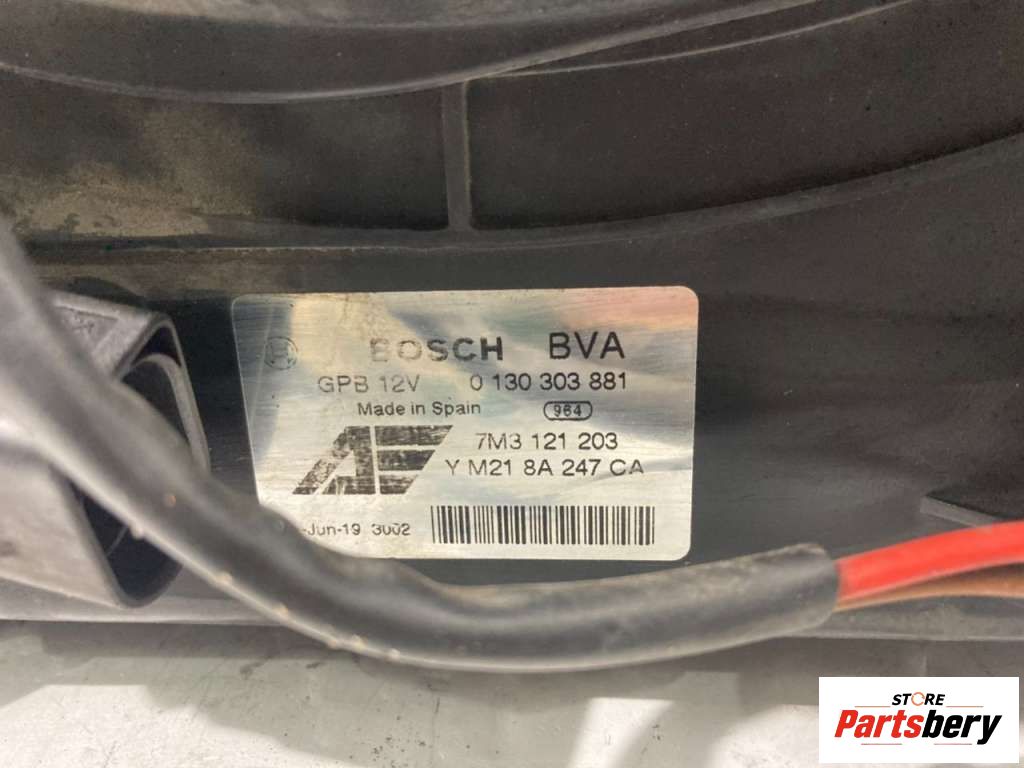 BOSCH BVA
GPB 12V 0 130 303 881
Made in Spain 964
AE
7M3 121 203
Y M21 8A 247 CA
-Jun-19 3002
STORE
Partsbery